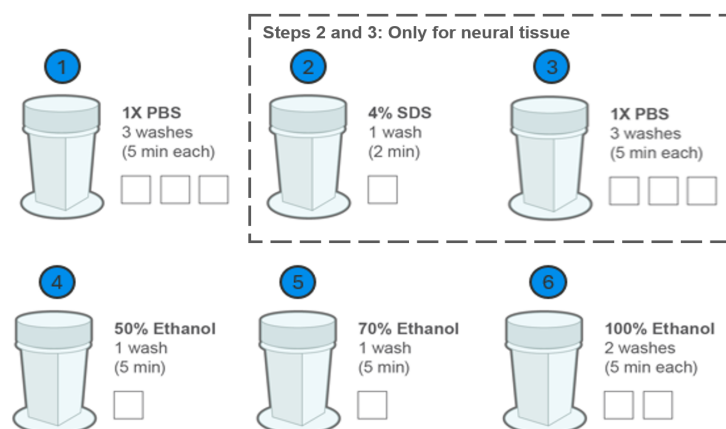 Steps 2 and 3: Only for neural tissue
1
2
3
1X PBS
3 washes
(5 min each)
4% SDS
1 wash
(2 min)
1X PBS
3 washes
(5 min each)
4
5
6
50% Ethanol
1 wash
(5 min)
70% Ethanol
1 wash
(5 min)
100% Ethanol
2 washes
(5 min each)